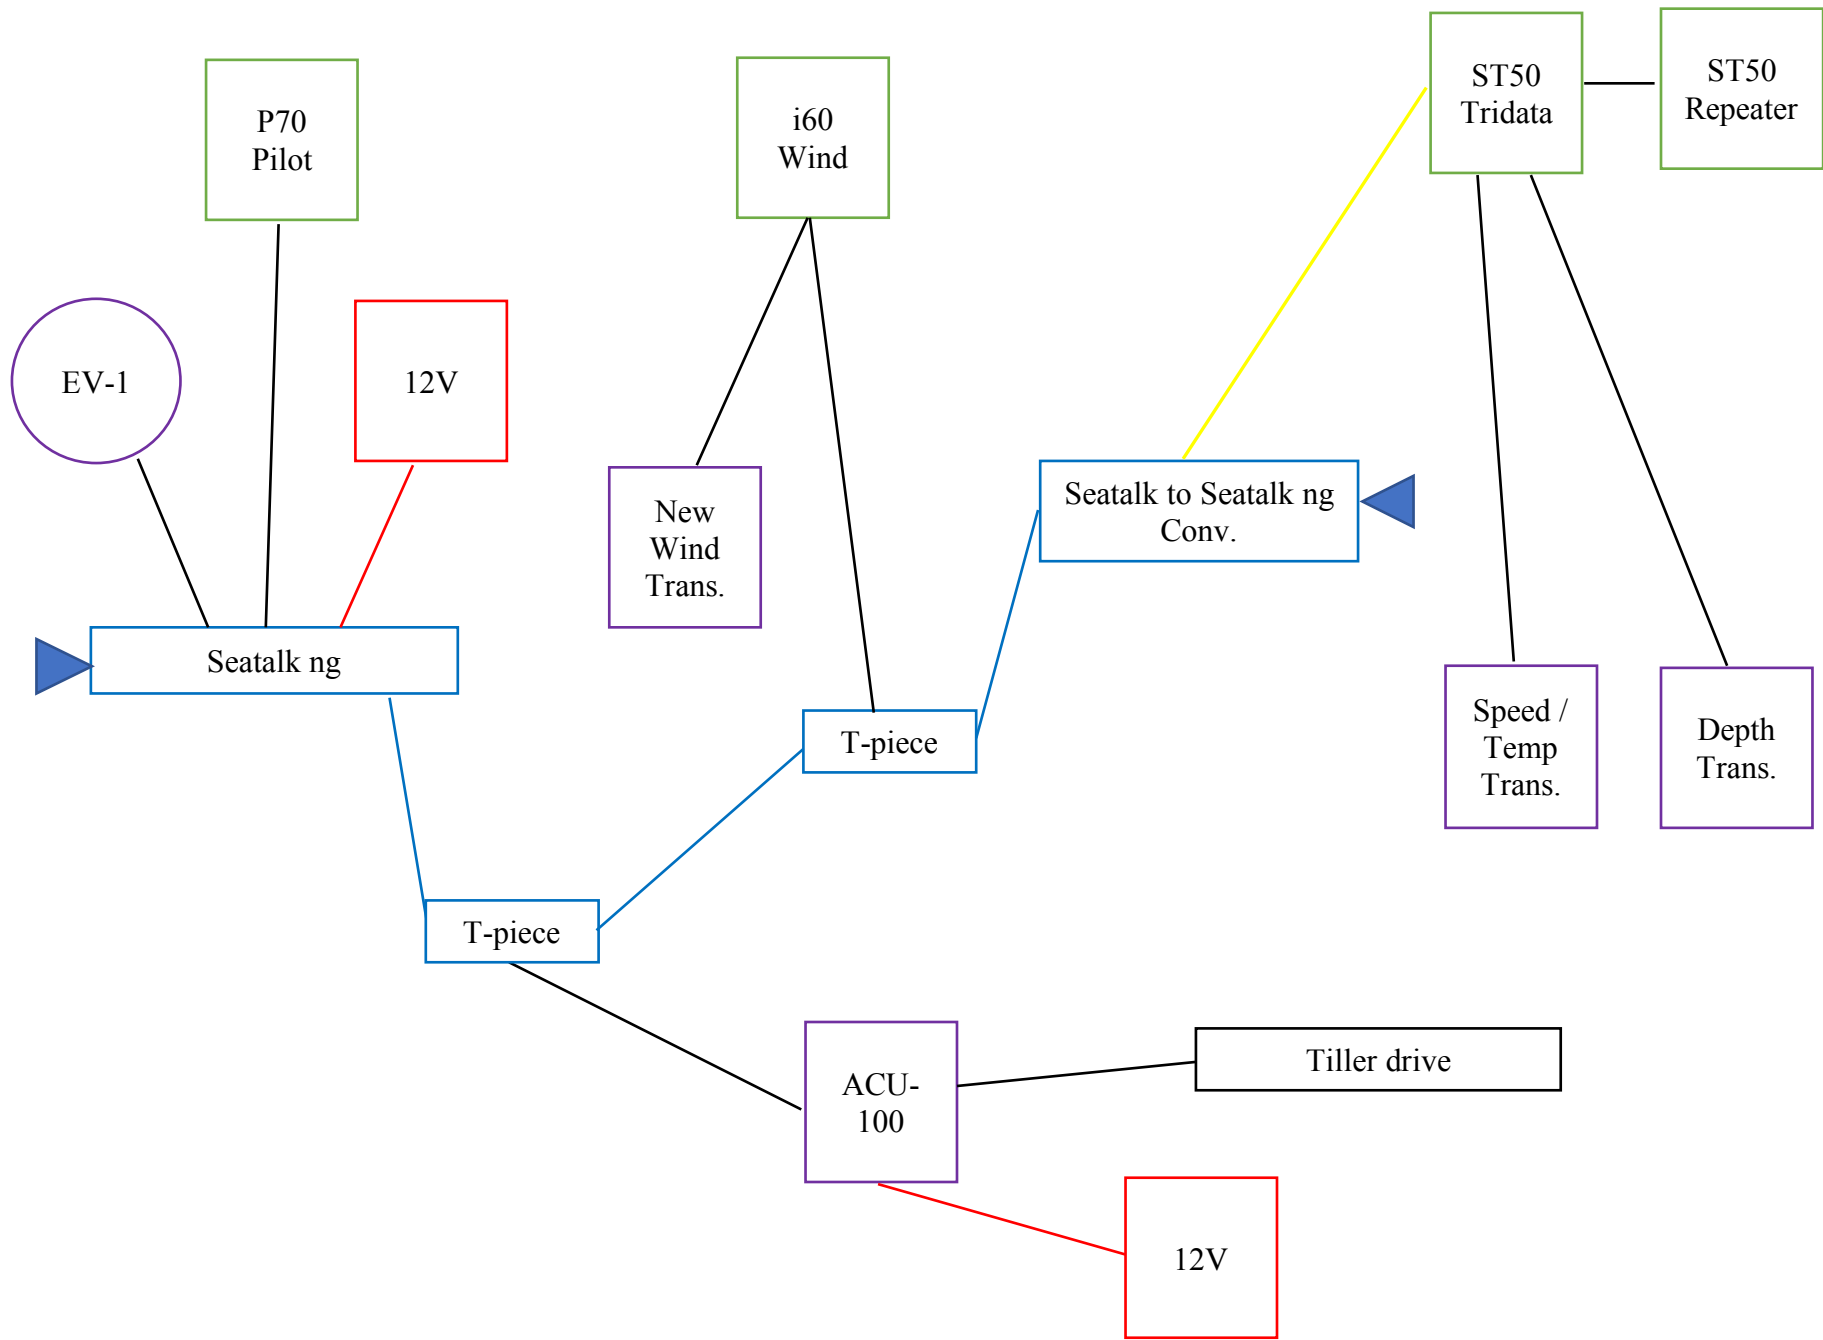 ST50
Tridata
ST50
Repeater
P70
Pilot
i60
Wind
EV-1
12V
New
Wind
Trans.
Seatalk to Seatalk ng
Conv.
Seatalk ng
T-piece
Speed /
Temp
Trans.
Depth
Trans.
T-piece
ACU-
100
Tiller drive
12V